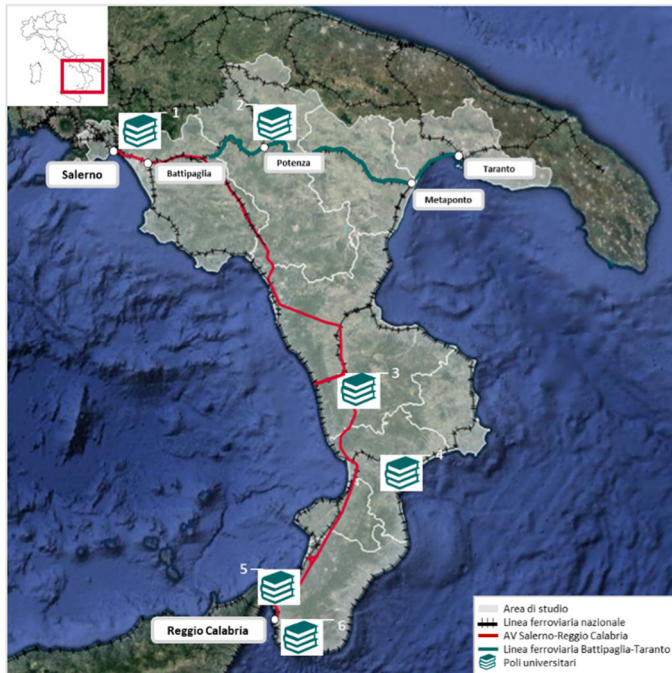 1
2
Salerno
Battipaglia
Potenza
Taranto
Metaponto
3
4
5
Reggio Calabria
6
Area di studio
Linea ferroviaria nazionale
AV Salerno-Reggio Calabria
Linea ferroviaria Battipaglia-Taranto
Poli universitari